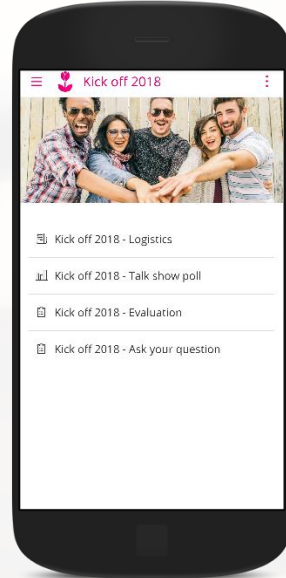 Kick off 2018
Kick off 2018 - Logistics
Kick off 2018 - Talk show poll
Kick off 2018 - Evaluation
Kick off 2018 - Ask your question